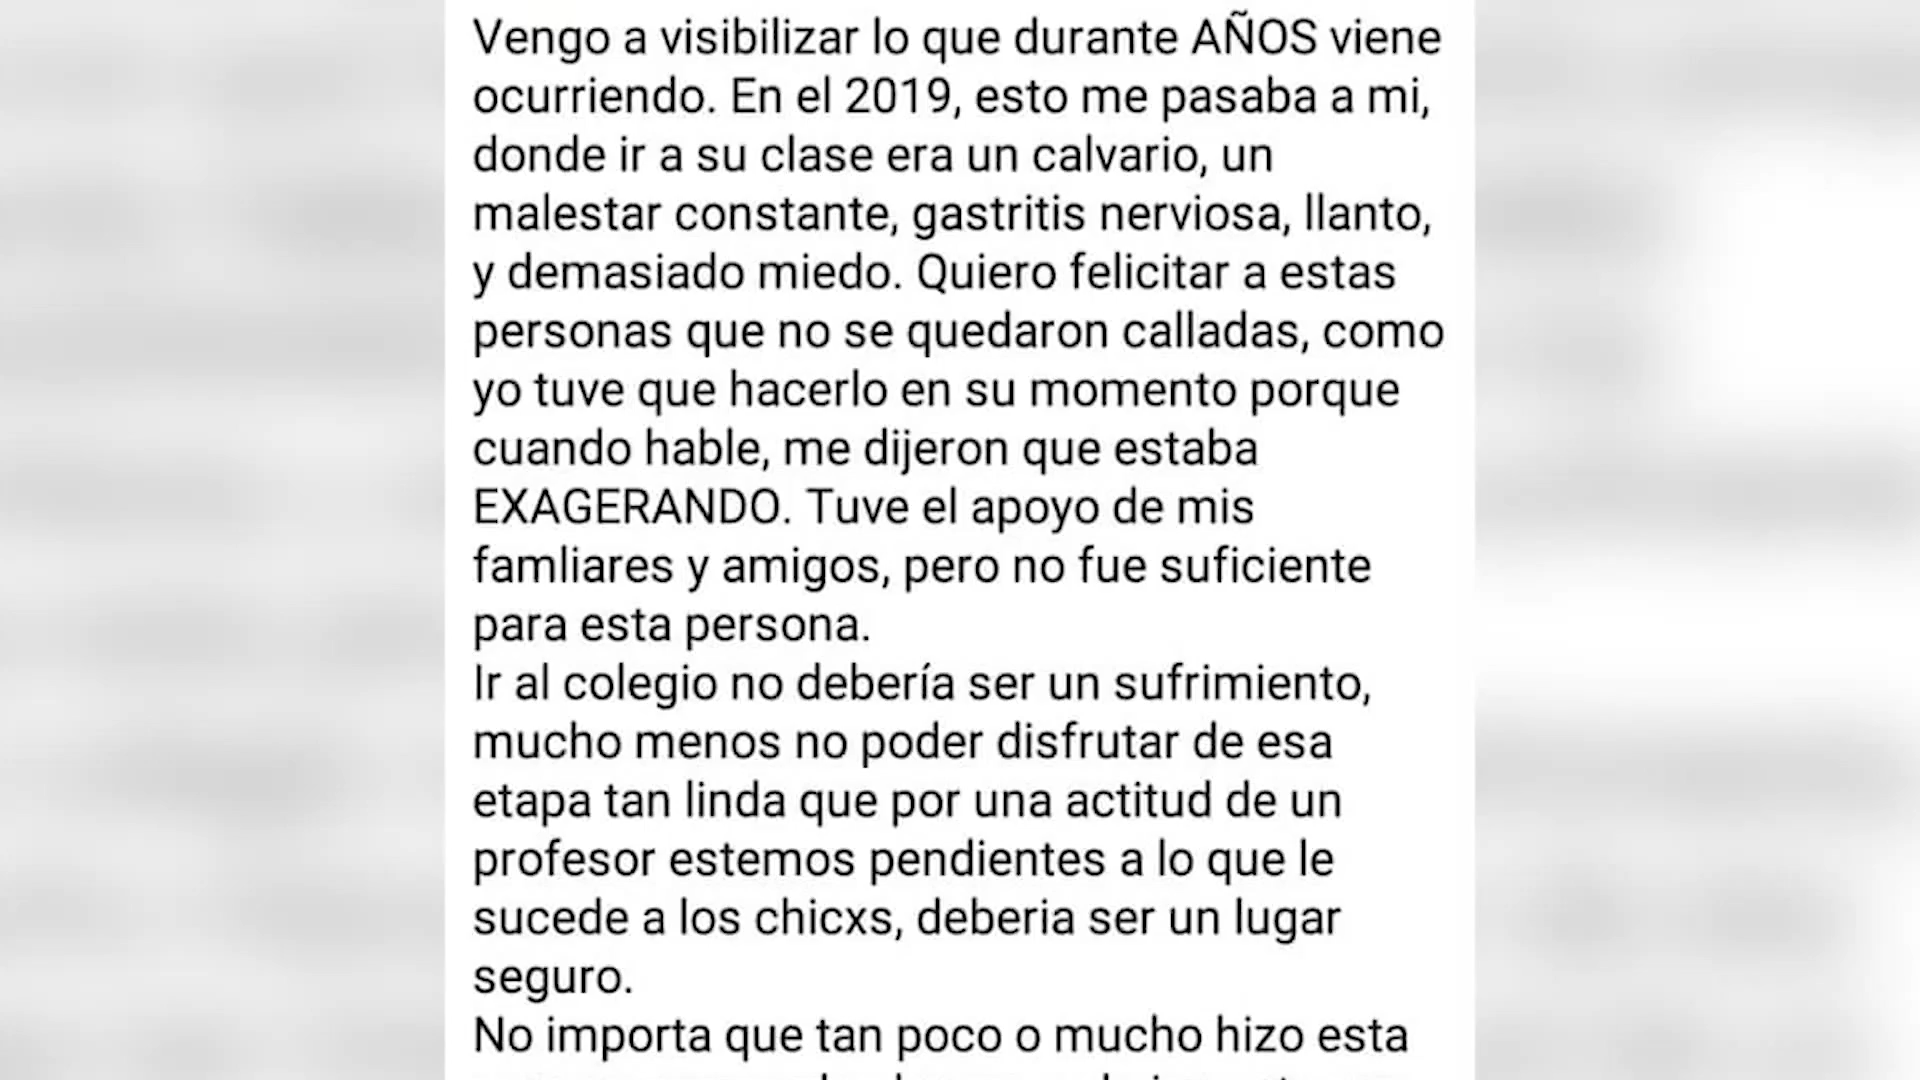 Vengo a visibilizar lo que durante AÑOS viene
ocurriendo. En el 2019, esto me pasaba a mi,
donde ir a su clase era un calvario, un
malestar constante, gastritis nerviosa, llanto,
y demasiado miedo. Quiero felicitar a estas
personas que no se quedaron calladas, como
yo tuve que hacerlo en su momento porque
cuando hable, me dijeron que estaba
EXAGERANDO. Tuve el apoyo de mis
famliares y amigos, pero no fue suficiente
para esta persona.
Ir al colegio no debería ser un sufrimiento,
mucho menos no poder disfrutar de esa
etapa tan linda que por una actitud de un
profesor estemos pendientes a lo que le
sucede a los chicxs, deberia ser un lugar
seguro.
No importa que tan poco o mucho hizo esta